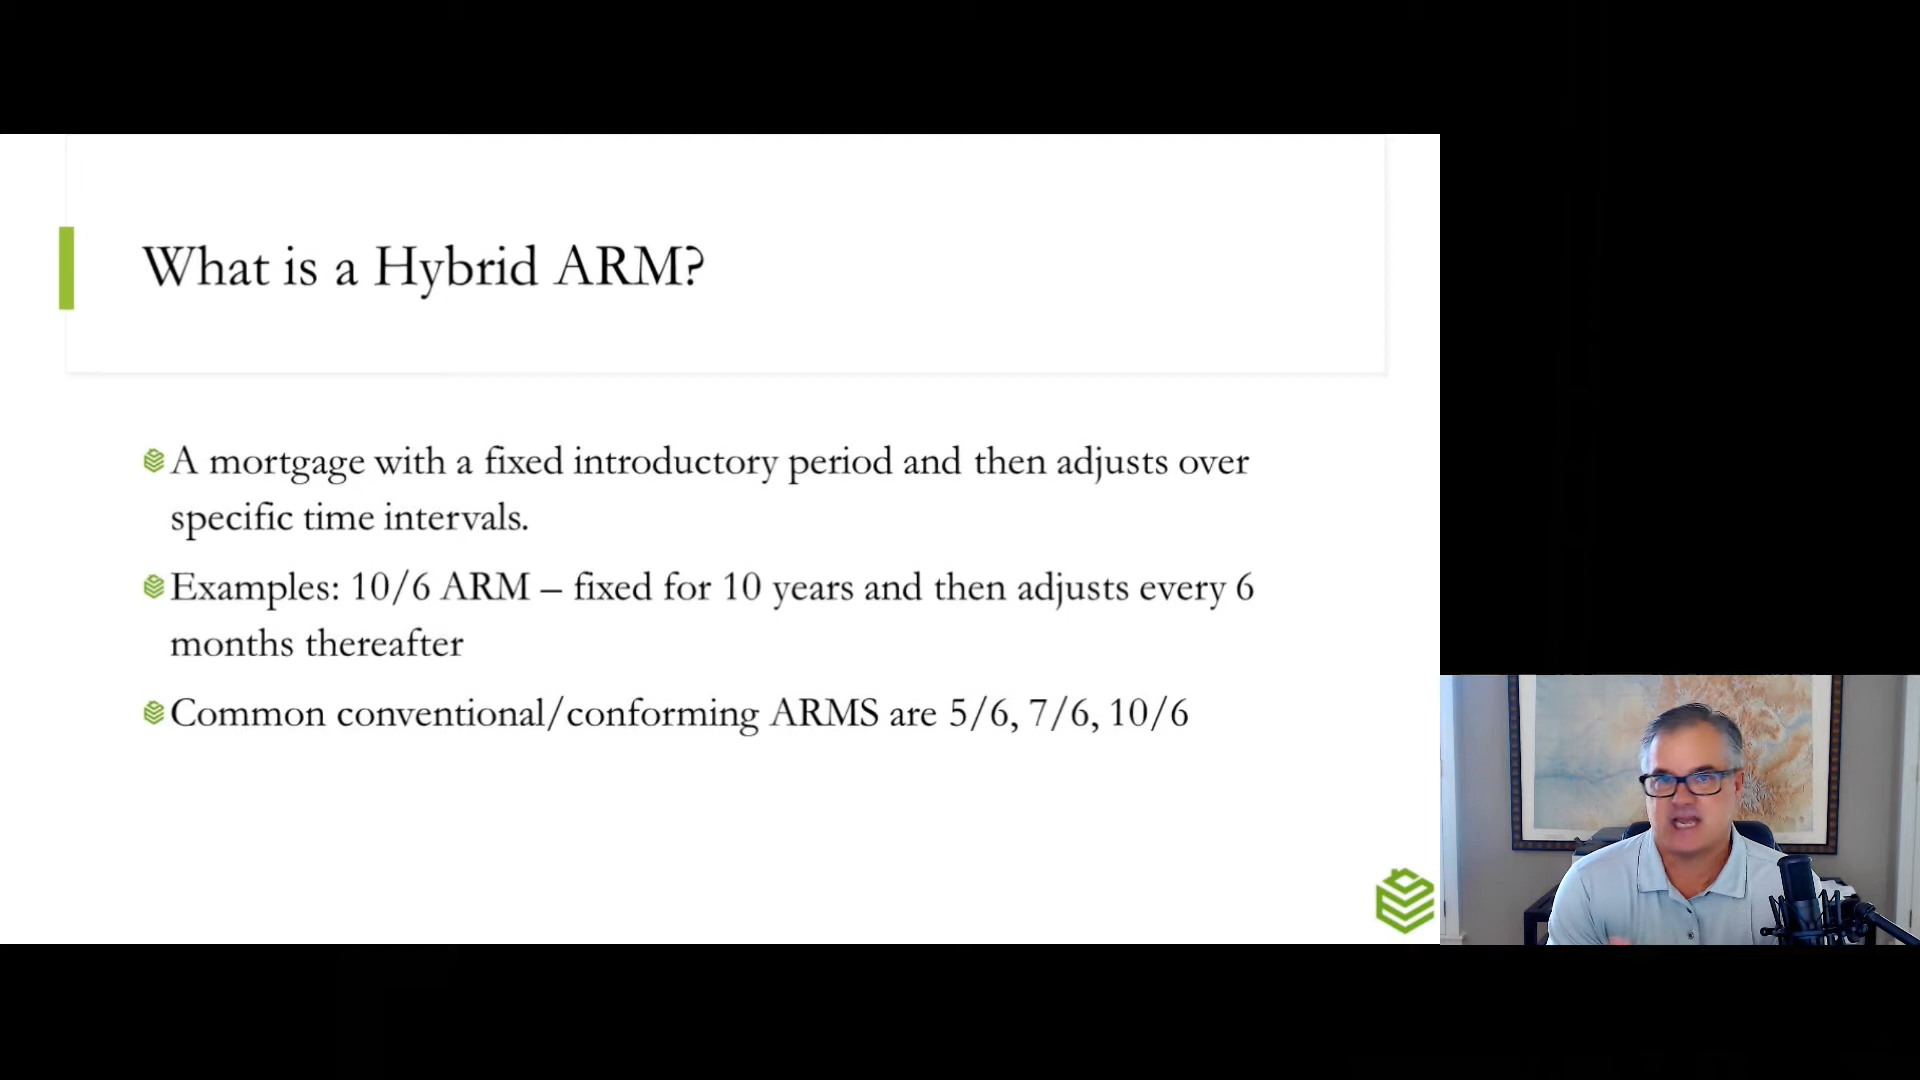 What is a Hybrid ARM?
A mortgage with a fixed introductory period and then adjusts over
specific time intervals.
Examples: 10/6 ARM – fixed for 10 years and then adjusts every 6
months thereafter
Common conventional/conforming ARMS are 5/6, 7/6, 10/6